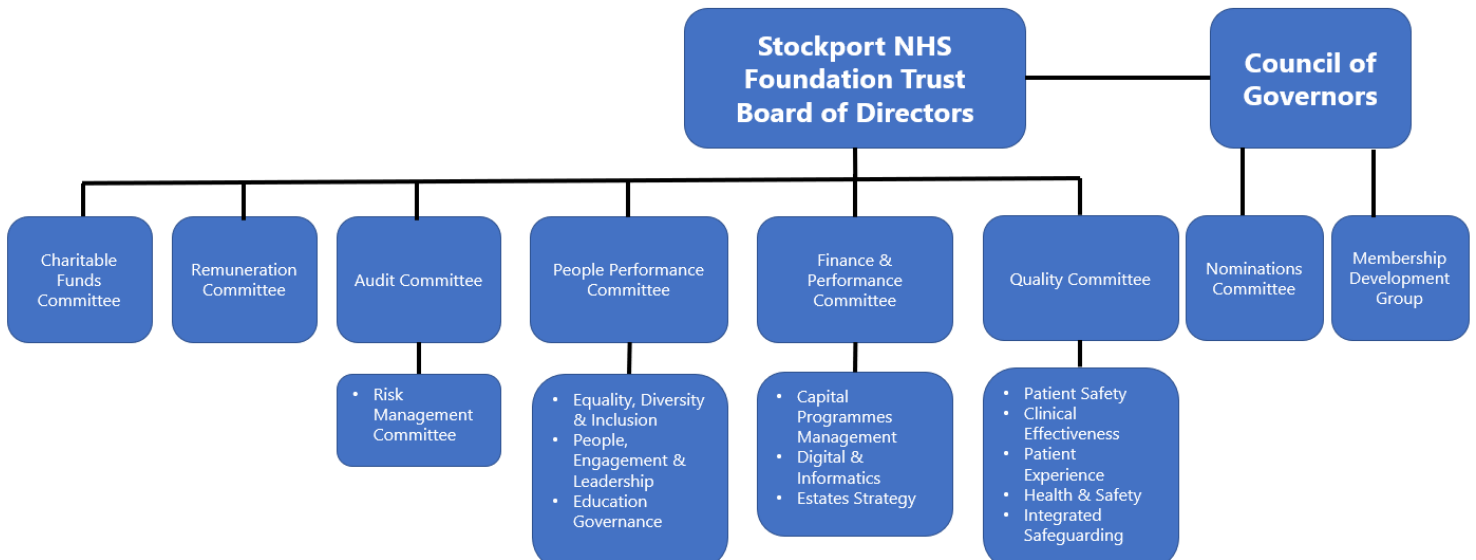 Stockport NHS
Foundation Trust
Board of Directors
Council of
Governors
Charitable
Funds
Committee
Remuneration
Committee
Audit Committee
People Performance
Committee
Finance &
Performance
Committee
Quality Committee
Nominations
Committee
Membership
Development
Group
• Risk
Management
Committee
• Equality, Diversity
& Inclusion
• People,
Engagement &
Leadership
• Education
Governance
• Capital
Programmes
Management
• Digital &
Informatics
• Estates Strategy
• Patient Safety
• Clinical
Effectiveness
• Patient
Experience
• Health & Safety
• Integrated
Safeguarding